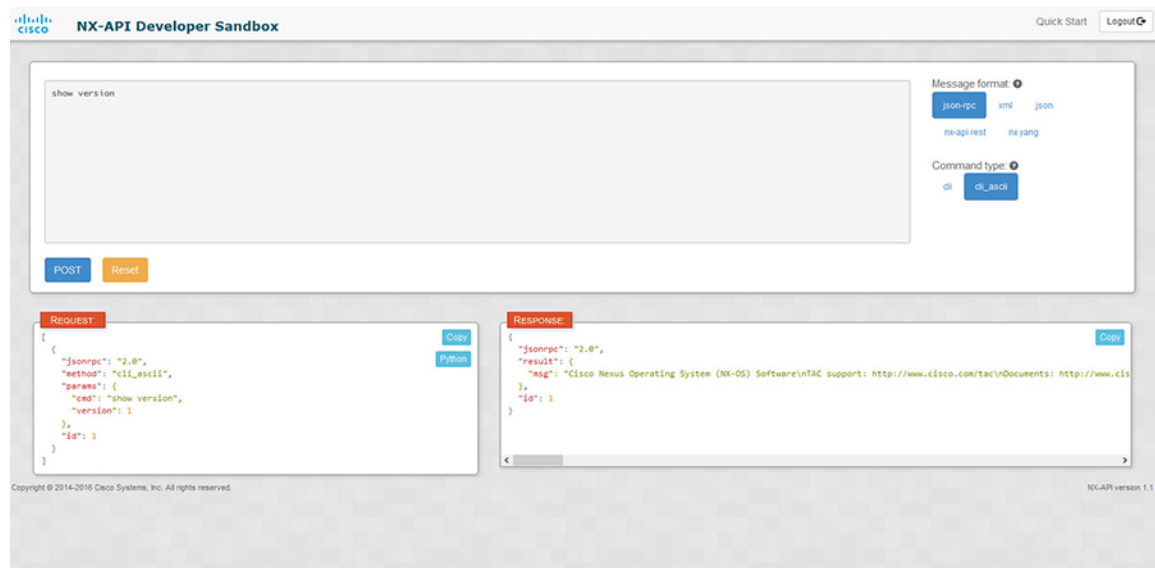 CISCO
NX-API Developer Sandbox
Quick Start
Logout
show version
Message format:
json-rpc xml json
nx-api rest nx yang
Command type:
cli cli_ascii
POST Reset
REQUEST:
Copy
Python
[
{
"jsonrpc": "2.0",
"method": "cli_ascii",
"params": {
"cmd": "show version",
"version": 1
},
"id": 1
}
]
RESPONSE:
Copy
{
"jsonrpc": "2.0",
"result": {
"msg": "Cisco Nexus Operating System (NX-OS) Software\nTAC support: http://www.cisco.com/tac\nDocuments: http://www.cis
},
"id": 1
}
Copyright © 2014-2016 Cisco Systems, Inc. All rights reserved.
NX-API version 1.1